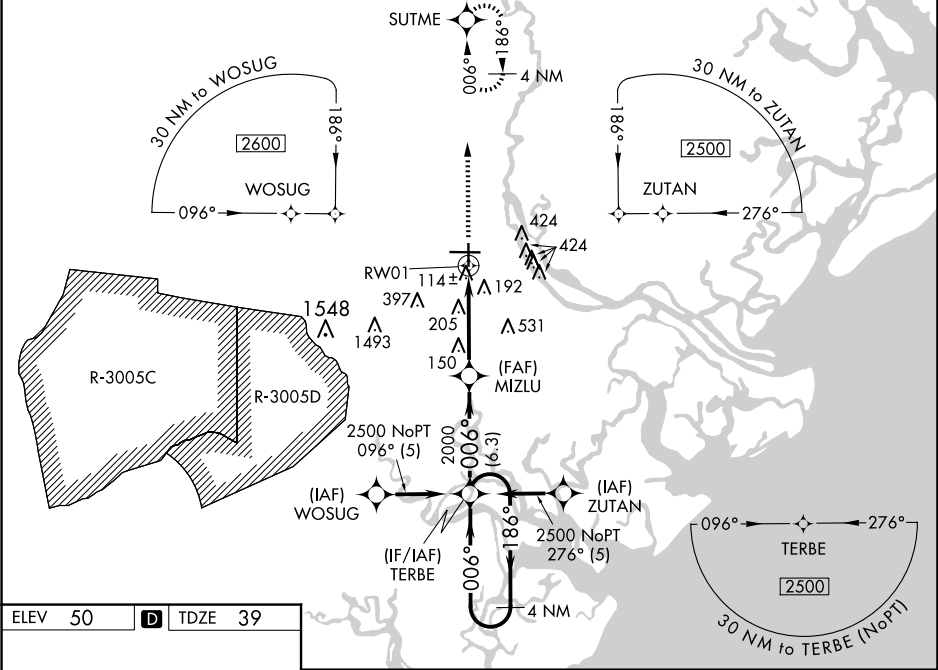 SUTME
006°
186°
4 NM
30 NM to WOSUG
186°
2600
WOSUG
096°
30 NM to ZUTAN
186°
2500
ZUTAN
276°
424
424
RW01
114±
192
397
205
531
1548
1493
150
(FAF)
MIZLU
R-3005C
R-3005D
2500 NoPT
096° (5)
2000
006°
(6.3)
(IAF)
WOSUG
(IAF)
ZUTAN
186°
2500 NoPT
276° (5)
(IF/IAF)
TERBE
006°
4 NM
096°
276°
TERBE
2500
30 NM to TERBE (NoPT)
ELEV 50 D TDZE 39